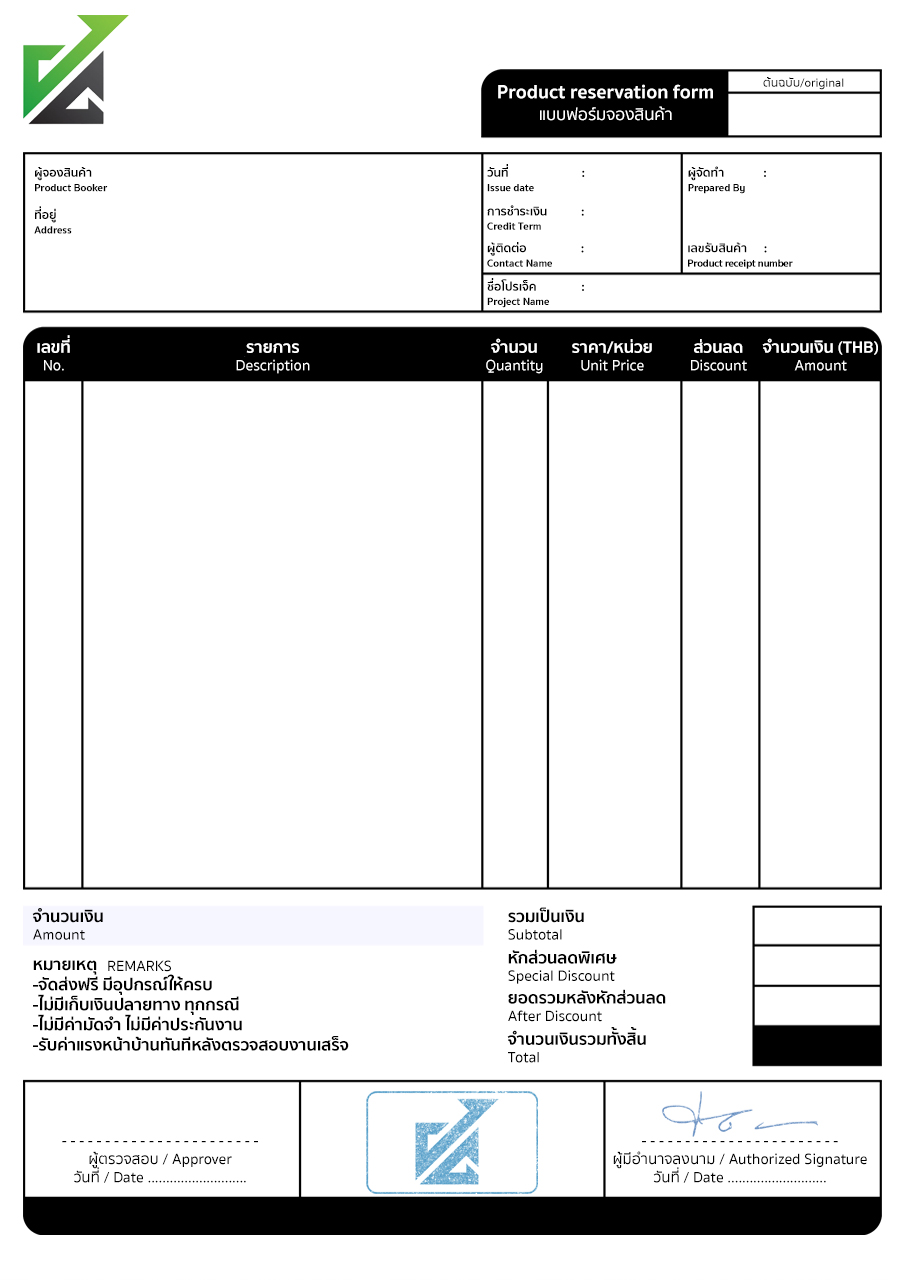 Product reservation form
แบบฟอร์มจองสินค้า
ต้นฉบับ/original
ผู้จองสินค้า
Product Booker
ที่อยู่
Address
วันที่ :
Issue date
การชำระเงิน :
Credit Term
ผู้ติดต่อ :
Contact Name
ผู้จัดทำ :
Prepared By
เลขรับสินค้า :
Product receipt number
ชื่อโปรเจ็ค :
Project Name
เลขที่ รายการ จำนวน ราคา/หน่วย ส่วนลด จำนวนเงิน (THB)
No. Description Quantity Unit Price Discount Amount
จำนวนเงิน
Amount
หมายเหตุ REMARKS
-จัดส่งฟรี มีอุปกรณ์ให้ครบ
-ไม่มีเก็บเงินปลายทาง ทุกกรณี
-ไม่มีค่ามัดจำ ไม่มีค่าประกันงาน
-รับค่าแรงหน้าบ้านทันทีหลังตรวจสอบงานเสร็จ
รวมเป็นเงิน
Subtotal
หักส่วนลดพิเศษ
Special Discount
ยอดรวมหลังหักส่วนลด
After Discount
จำนวนเงินรวมทั้งสิ้น
Total
ผู้ตรวจสอบ / Approver
วันที่ / Date ...........................
ผู้มีอำนาจลงนาม / Authorized Signature
วันที่ / Date ...........................